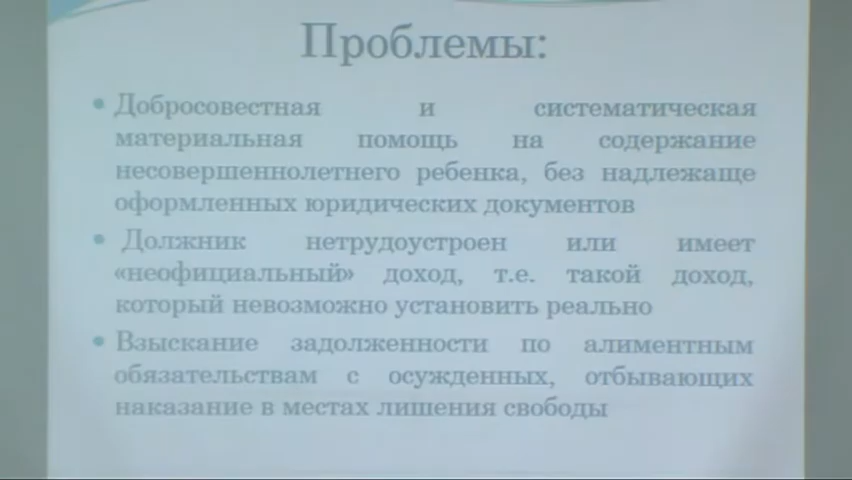 Проблемы:
• Добросовестная и систематическая
материальная помощь на содержание
несовершеннолетнего ребенка, без надлежаще
оформленных юридических документов
• Должник нетрудоустроен или имеет
«неофициальный» доход, т.е. такой доход,
который невозможно установить реально
• Взыскание задолженности по алиментным
обязательствам с осужденных, отбывающих
наказание в местах лишения свободы